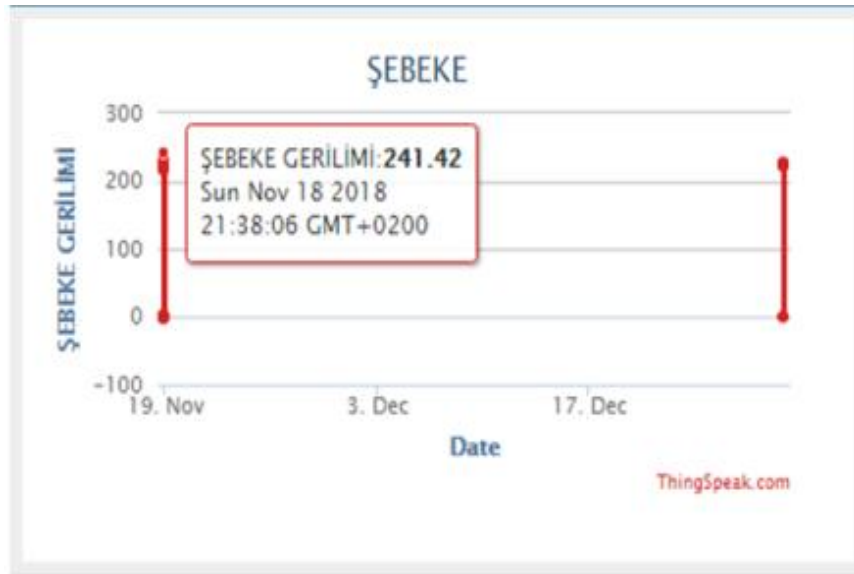 ŞEBEKE
ŞEBEKE GERİLİMİ
300
200
100
0
-100
ŞEBEKE GERİLİMİ:241.42
Sun Nov 18 2018
21:38:06 GMT+0200
19. Nov
3. Dec
17. Dec
Date
ThingSpeak.com